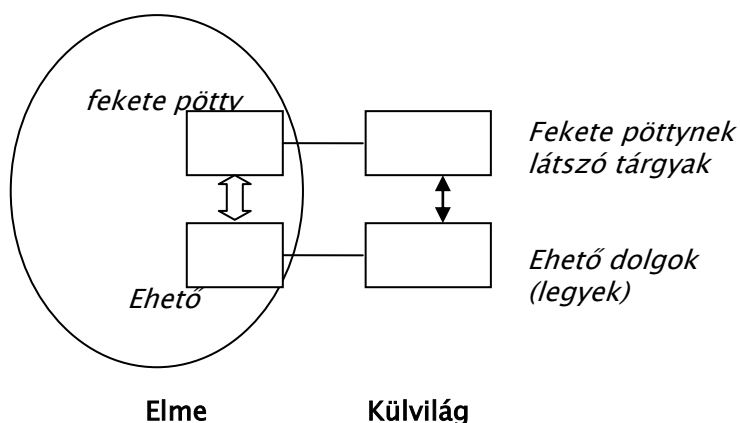 fekete pötty
Fekete pöttynek
látszó tárgyak
Ehető
Ehető dolgok
(legyek)
Elme
Külvilág